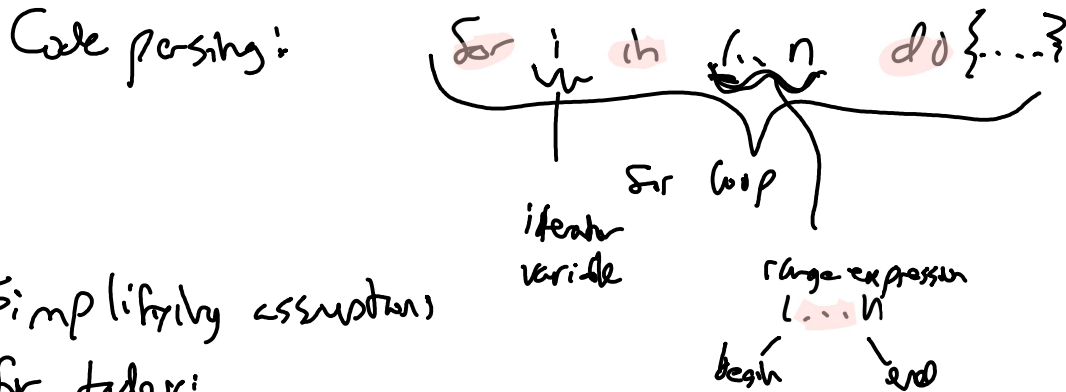 Code parsing: for i in 1..n do {....}
for loop
iterator
variable
range expression
1...n
begin end
Simplifying assumptions
for today: